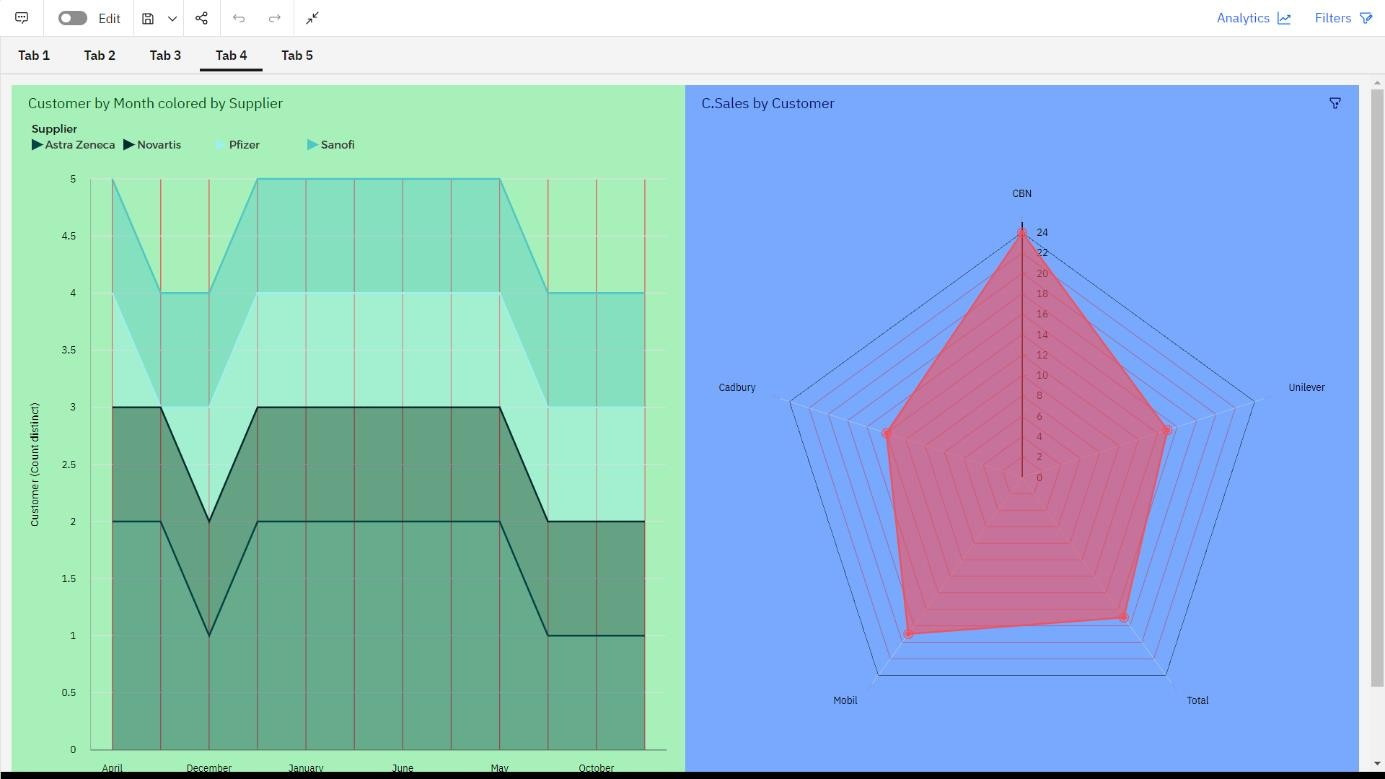 Edit
Analytics
Filters
Tab 1 Tab 2 Tab 3 Tab 4 Tab 5
Customer by Month colored by Supplier
Supplier
Astra Zeneca Novartis Pfizer Sanofi
5
4.5
4
3.5
3
2.5
2
1.5
1
0.5
0
Customer (Count distinct)
April December January June May October
C.Sales by Customer
CBN
24
22
20
18
16
14
12
10
8
6
4
2
0
Cadbury
Unilever
Mobil
Total